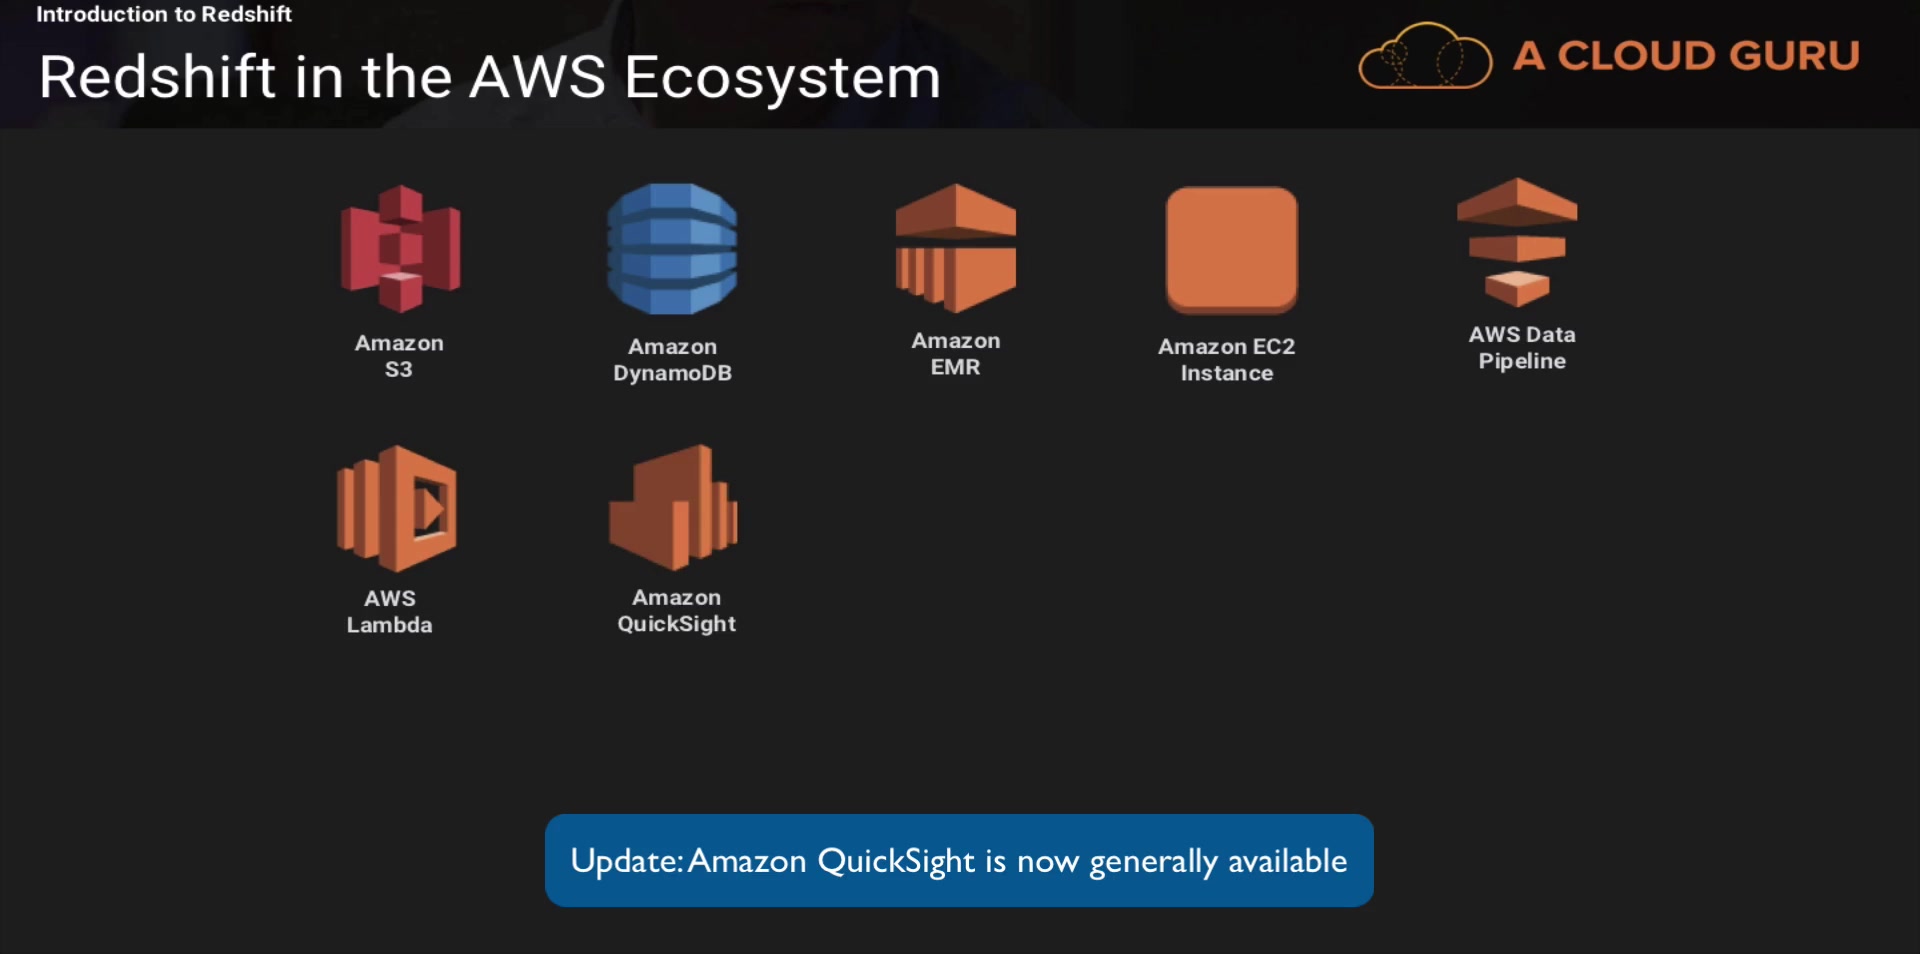 Introduction to Redshift
Redshift in the AWS Ecosystem
A CLOUD GURU
Amazon
S3
Amazon
DynamoDB
Amazon
EMR
Amazon EC2
Instance
AWS Data
Pipeline
AWS
Lambda
Amazon
QuickSight
Update: Amazon QuickSight is now generally available